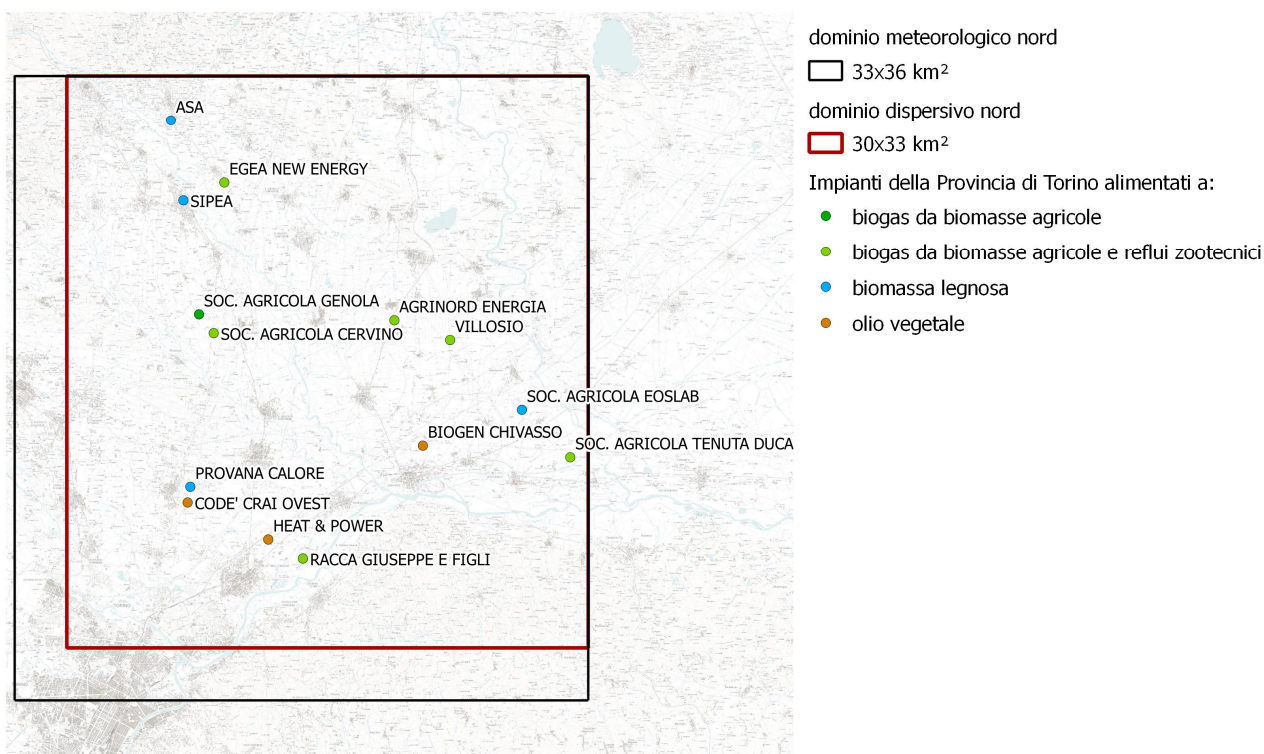 dominio meteorologico nord
33x36 km²
dominio dispersivo nord
30x33 km²
Impianti della Provincia di Torino alimentati a:
biogas da biomasse agricole
biogas da biomasse agricole e reflui zootecnici
biomassa legnosa
olio vegetale
ASA
EGEA NEW ENERGY
SIPEA
SOC. AGRICOLA GENOLA
AGRINORD ENERGIA
VILLOSIO
SOC. AGRICOLA CERVINO
SOC. AGRICOLA EOSLAB
BIOGEN CHIVASSO
SOC. AGRICOLA TENUTA DUCA
PROVANA CALORE
CODE' CRAI OVEST
HEAT & POWER
RACCA GIUSEPPE E FIGLI